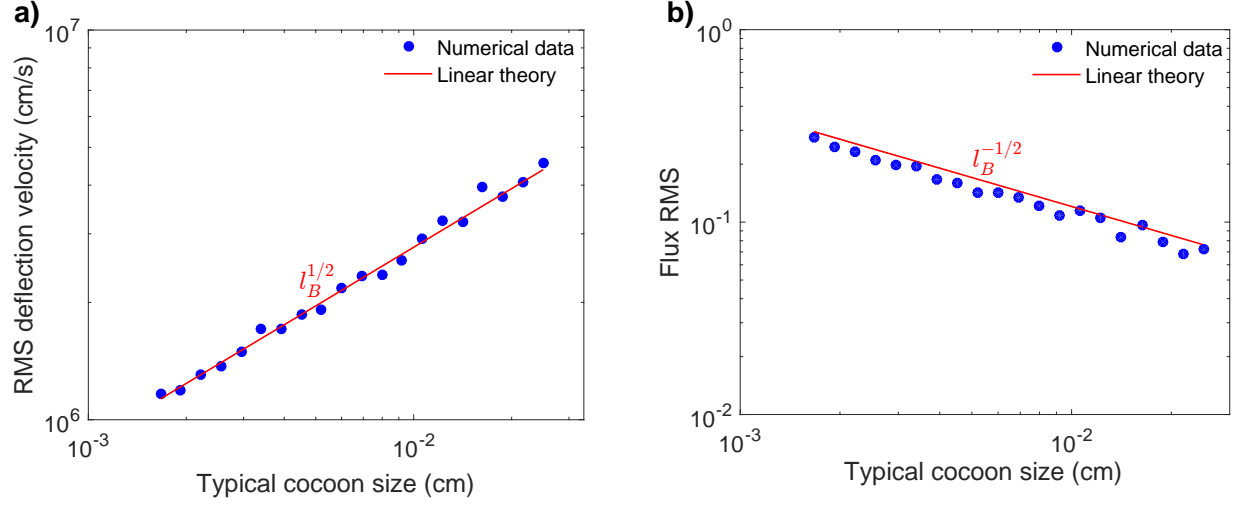 a)
10^7
Numerical data
Linear theory
RMS deflection velocity (cm/s)
l_B^{1/2}
10^6
10^{-3}
10^{-2}
Typical cocoon size (cm)
b)
10^0
Numerical data
Linear theory
l_B^{-1/2}
Flux RMS
10^{-1}
10^{-2}
10^{-3}
10^{-2}
Typical cocoon size (cm)